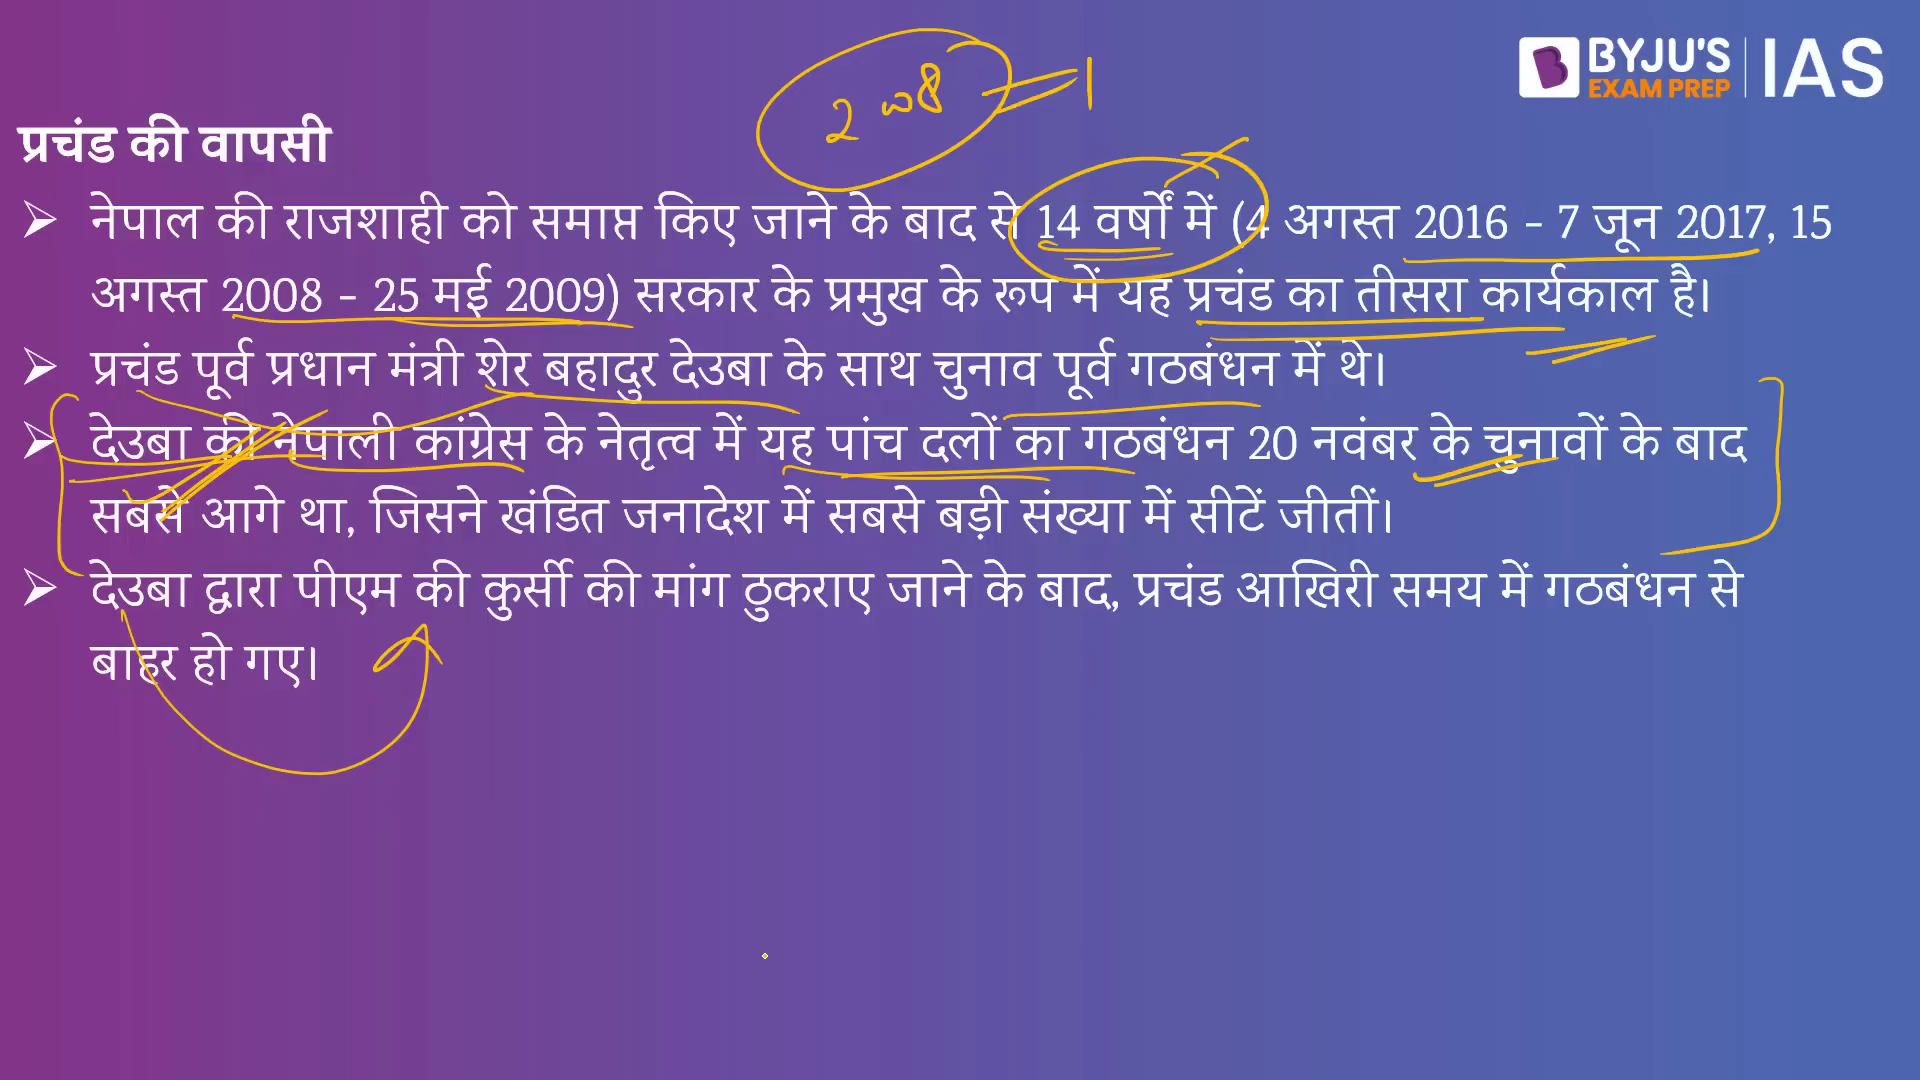 2008
BYJU'S
EXAM PREP
IAS
प्रचंड की वापसी
➢ नेपाल की राजशाही को समाप्त किए जाने के बाद से 14 वर्षों में (4 अगस्त 2016 - 7 जून 2017, 15
अगस्त 2008 - 25 मई 2009) सरकार के प्रमुख के रूप में यह प्रचंड का तीसरा कार्यकाल है।
➢ प्रचंड पूर्व प्रधान मंत्री शेर बहादुर देउबा के साथ चुनाव पूर्व गठबंधन में थे।
➢ देउबा की नेपाली कांग्रेस के नेतृत्व में यह पांच दलों का गठबंधन 20 नवंबर के चुनावों के बाद
सबसे आगे था, जिसने खंडित जनादेश में सबसे बड़ी संख्या में सीटें जीतीं।
➢ देउबा द्वारा पीएम की कुर्सी की मांग ठुकराए जाने के बाद, प्रचंड आखिरी समय में गठबंधन से
बाहर हो गए।